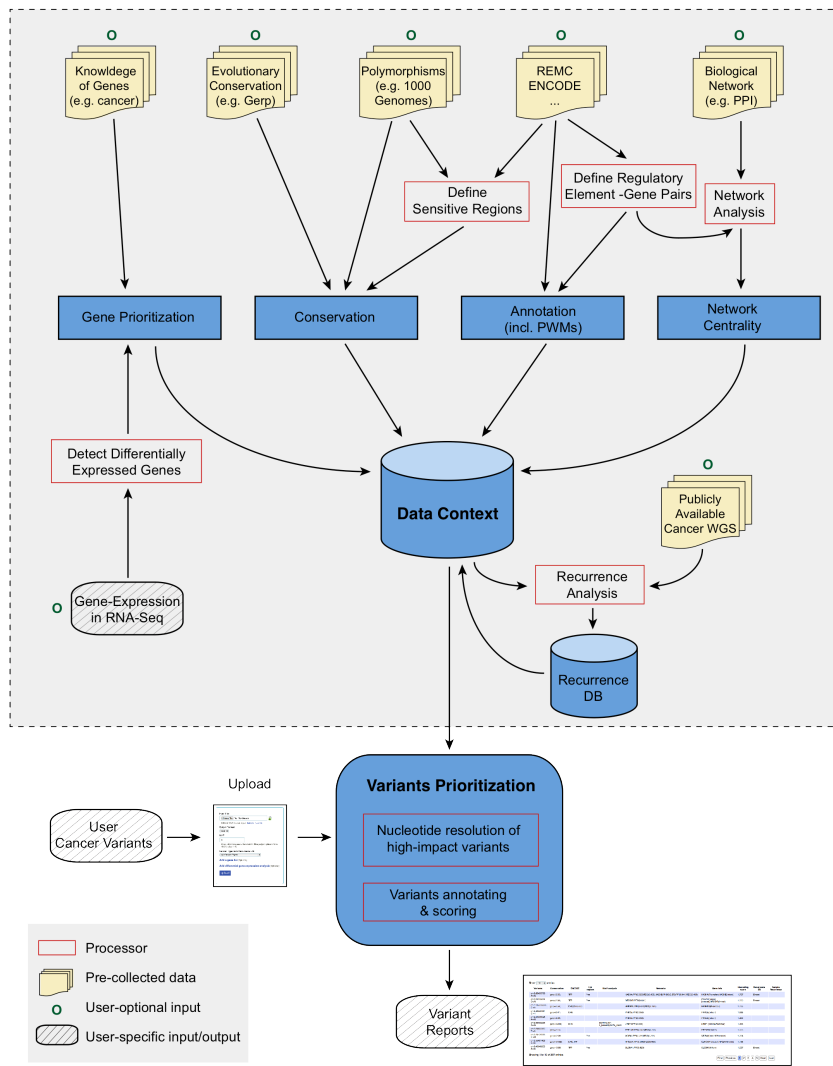 O
O
O
O
O
Knowldege
of Genes
(e.g. cancer)
Evolutionary
Conservation
(e.g. Gerp)
Polymorphisms
(e.g. 1000
Genomes)
REMC
ENCODE
...
Biological
Network
(e.g. PPI)
Define
Sensitive Regions
Define Regulatory
Element -Gene Pairs
Network
Analysis
Gene Prioritization
Conservation
Annotation
(incl. PWMs)
Network
Centrality
Detect Differentially
Expressed Genes
Data Context
O
Publicly
Available
Cancer WGS
Recurrence
Analysis
O
Gene-Expression
in RNA-Seq
Recurrence
DB
Upload
User
Cancer Variants
Variants Prioritization
Nucleotide resolution of
high-impact variants
Variants annotating
& scoring
Variant
Reports
Processor
Pre-collected data
O
User-optional input
User-specific input/output